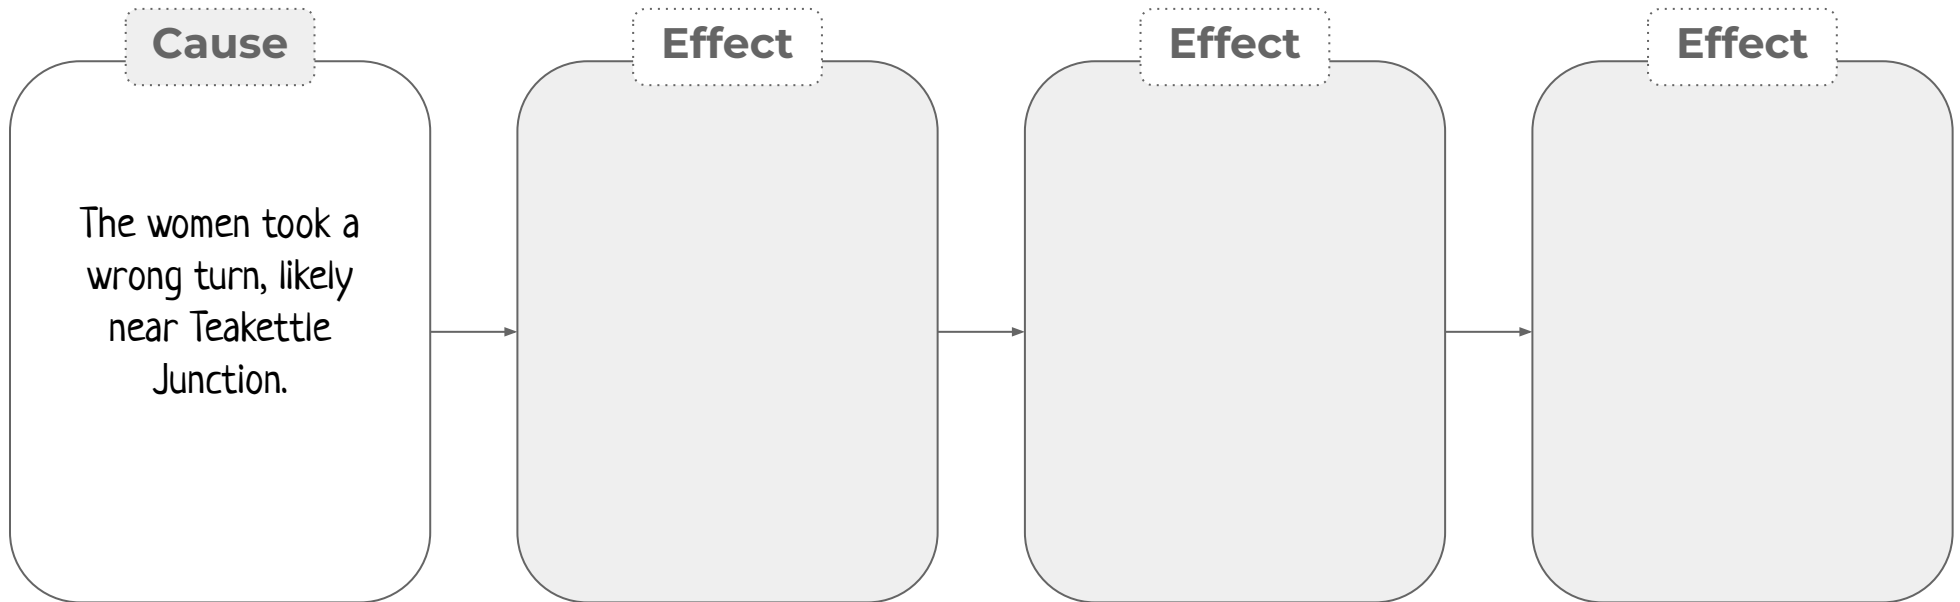 Cause
Effect
Effect
Effect
The women took a
wrong turn, likely
near Teakettle
Junction.